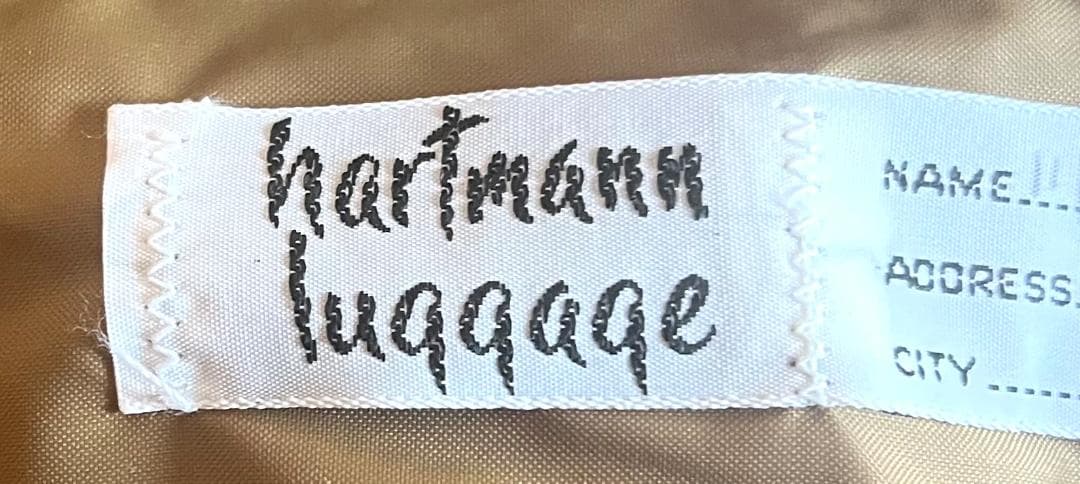 hartmann
luggage
NAME
ADDRESS
CITY